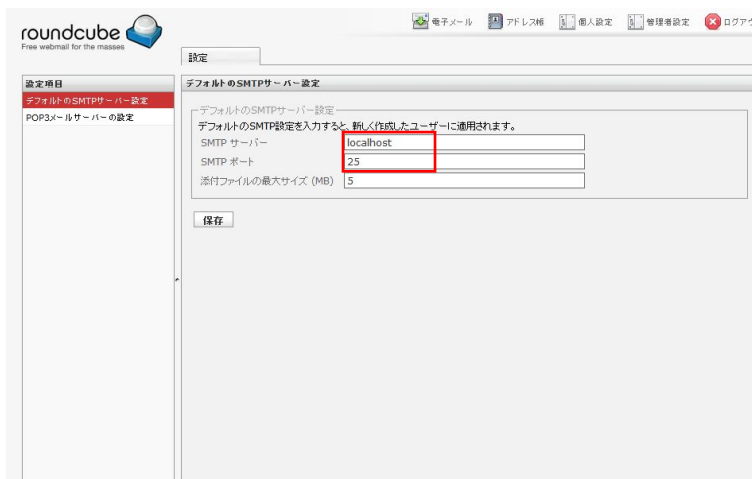 roundcube
Free webmail for the masses
電子メール アドレス帳 個人設定 管理者設定 ログアウ
設定
設定項目
デフォルトのSMTPサーバー設定
POP3メールサーバーの設定
デフォルトのSMTPサーバー設定
デフォルトのSMTPサーバー設定
デフォルトのSMTP設定を入力すると、新しく作成したユーザーに適用されます。
SMTP サーバー localhost
SMTP ポート 25
添付ファイルの最大サイズ (MB) 5
保存